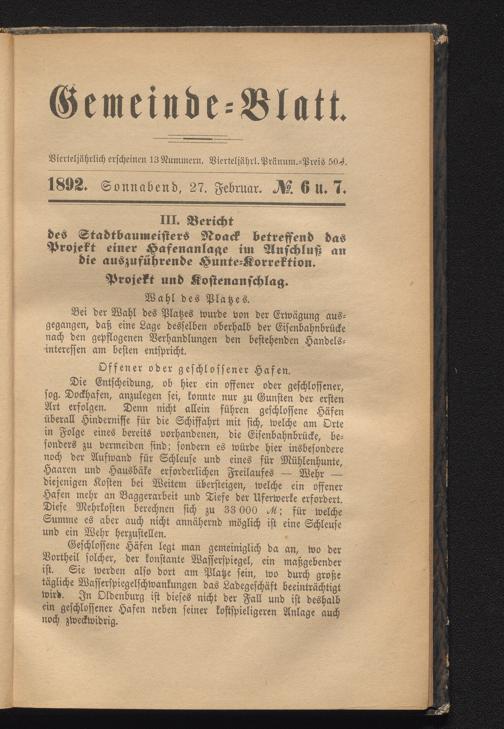 Gemeinde-Blatt.
Vierteljährlich erscheinen 13 Nummern. Vierteljährl. Pränum.-Preis 50 ₰.
1892. Sonnabend, 27. Februar. №. 6 u. 7.
III. Bericht
des Stadtbaumeisters Noack betreffend das
Projekt einer Hafenanlage im Anschluß an
die auszuführende Hunte-Korrektion.
Projekt und Kostenanschlag.
Wahl des Platzes.
Bei der Wahl des Platzes wurde von der Erwägung aus-
gegangen, daß eine Lage desselben oberhalb der Eisenbahnbrücke
nach den gepflogenen Verhandlungen den bestehenden Handels-
interessen am besten entspricht.
Offener oder geschlossener Hafen.
Die Entscheidung, ob hier ein offener oder geschlossener,
sog. Dockhafen, anzulegen sei, konnte nur zu Gunsten der ersten
Art erfolgen. Denn nicht allein führen geschlossene Häfen
überall Hindernisse für die Schiffahrt mit sich, welche am Orte
in Folge eines bereits vorhandenen, die Eisenbahnbrücke, be-
sonders zu vermeiden sind; sondern es würde hier insbesondere
noch der Aufwand für Schleuse und eines für Mühlenhunte,
Haaren und Hausbäke erforderlichen Freilaufes — Wehr —
diejenigen Kosten bei Weitem übersteigen, welche ein offener
Hafen mehr an Baggerarbeit und Tiefe der Uferwerke erfordert.
Diese Mehrkosten berechnen sich zu 33 000 M; für welche
Summe es aber auch nicht annähernd möglich ist eine Schleuse
und ein Wehr herzustellen.
Geschlossene Häfen legt man gemeiniglich da an, wo der
Vortheil solcher, der konstante Wasserspiegel, ein maßgebender
ist. Sie werden also dort am Platze sein, wo durch große
tägliche Wasserspiegelschwankungen das Ladegeschäft beeinträchtigt
wird. In Oldenburg ist dieses nicht der Fall und ist deshalb
ein geschlossener Hafen neben seiner kostspieligeren Anlage auch
noch zweckwidrig.